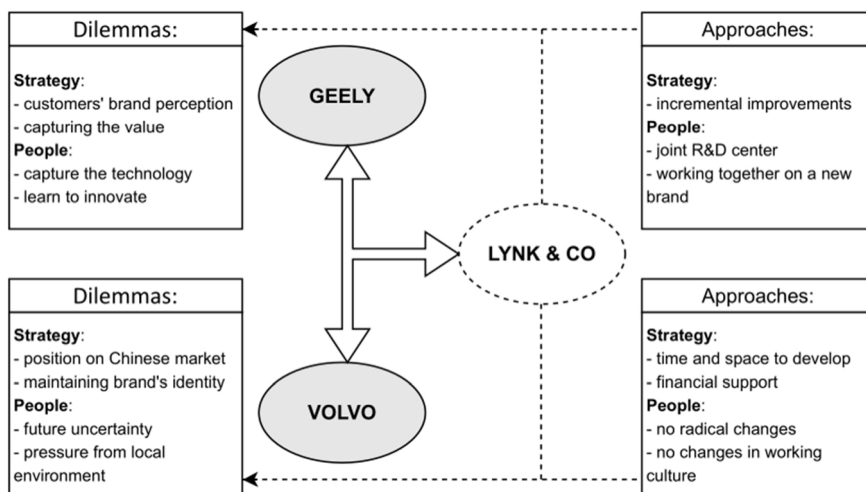 Dilemmas:
Strategy:
- customers' brand perception
- capturing the value
People:
- capture the technology
- learn to innovate
GEELY
Approaches:
Strategy:
- incremental improvements
People:
- joint R&D center
- working together on a new
brand
LYNK & CO
Dilemmas:
Strategy:
- position on Chinese market
- maintaining brand's identity
People:
- future uncertainty
- pressure from local
environment
VOLVO
Approaches:
Strategy:
- time and space to develop
- financial support
People:
- no radical changes
- no changes in working
culture